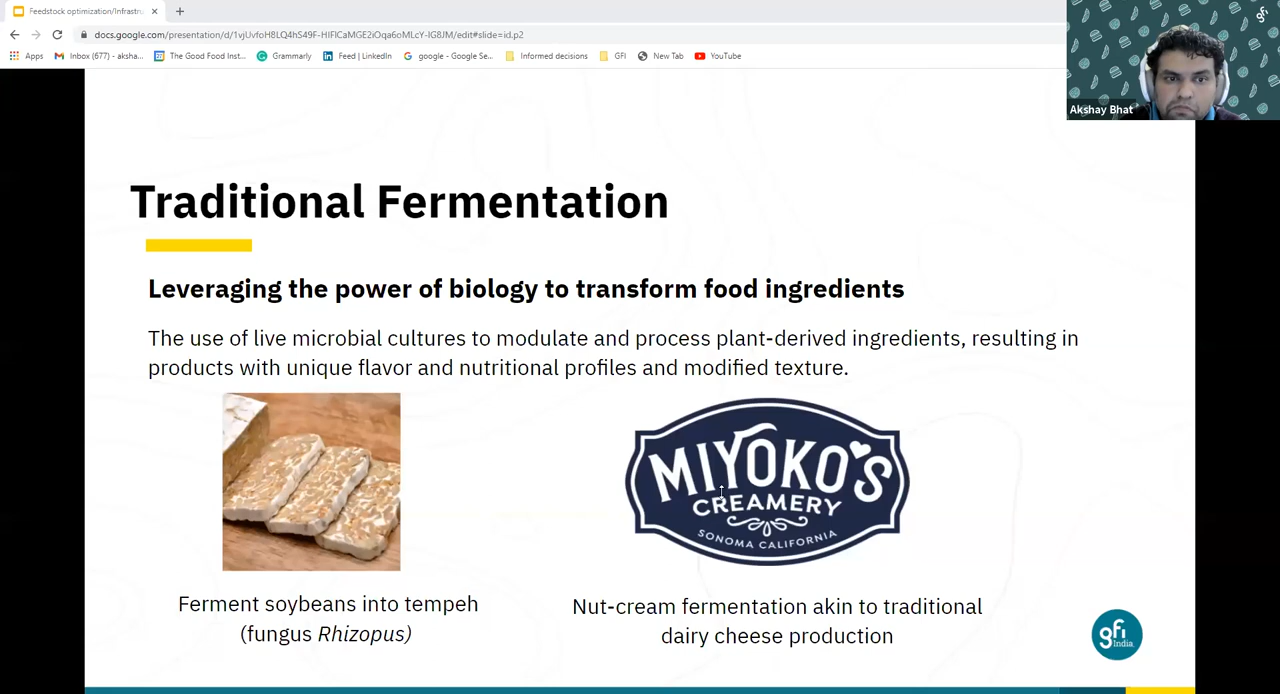 Feedstock optimization/Infrastru
docs.google.com/presentation/d/1vjUvfoH8LQ4hS49F-HIFlCaMGE2iOqa6oMLcY-IG8JM/edit#slide=id.p2
Apps
Inbox (677) - aksha...
The Good Food Inst...
Grammarly
Feed | LinkedIn
google - Google Se...
Informed decisions
GFI
New Tab
YouTube
gfi
Akshay Bhat
Traditional Fermentation
Leveraging the power of biology to transform food ingredients
The use of live microbial cultures to modulate and process plant-derived ingredients, resulting in
products with unique flavor and nutritional profiles and modified texture.
MIYOKO'S
CREAMERY
SONOMA CALIFORNIA
Ferment soybeans into tempeh
(fungus Rhizopus)
Nut-cream fermentation akin to traditional
dairy cheese production
gfi
India